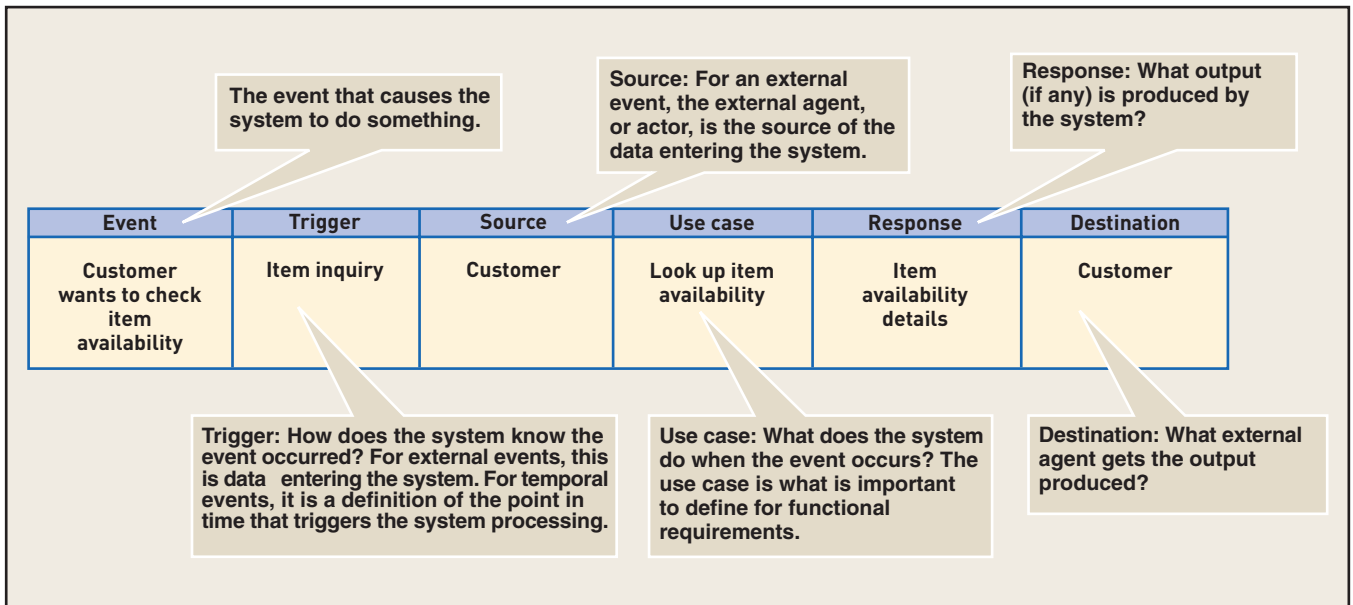 The event that causes the
system to do something.
Source: For an external
event, the external agent,
or actor, is the source of the
data entering the system.
Response: What output
(if any) is produced by
the system?
Event Trigger Source Use case Response Destination
Customer
wants to check
item
availability
Item inquiry
Customer
Look up item
availability
Item
availability
details
Customer
Trigger: How does the system know the
event occurred? For external events, this
is data entering the system. For temporal
events, it is a definition of the point in
time that triggers the system processing.
Use case: What does the system
do when the event occurs? The
use case is what is important
to define for functional
requirements.
Destination: What external
agent gets the output
produced?